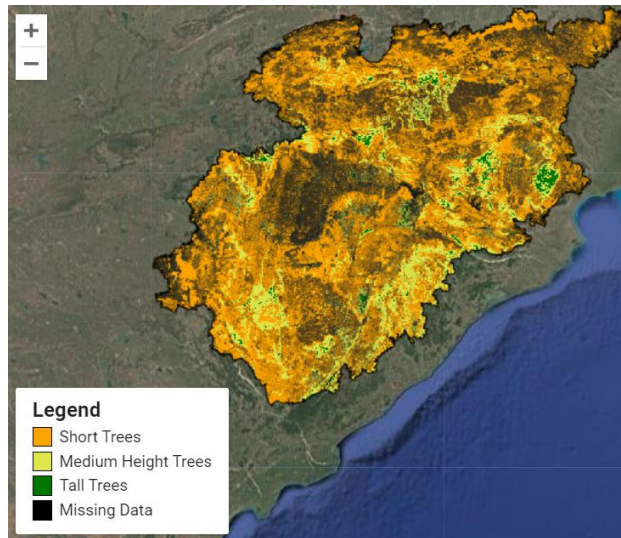 +
−
Legend
Short Trees
Medium Height Trees
Tall Trees
Missing Data